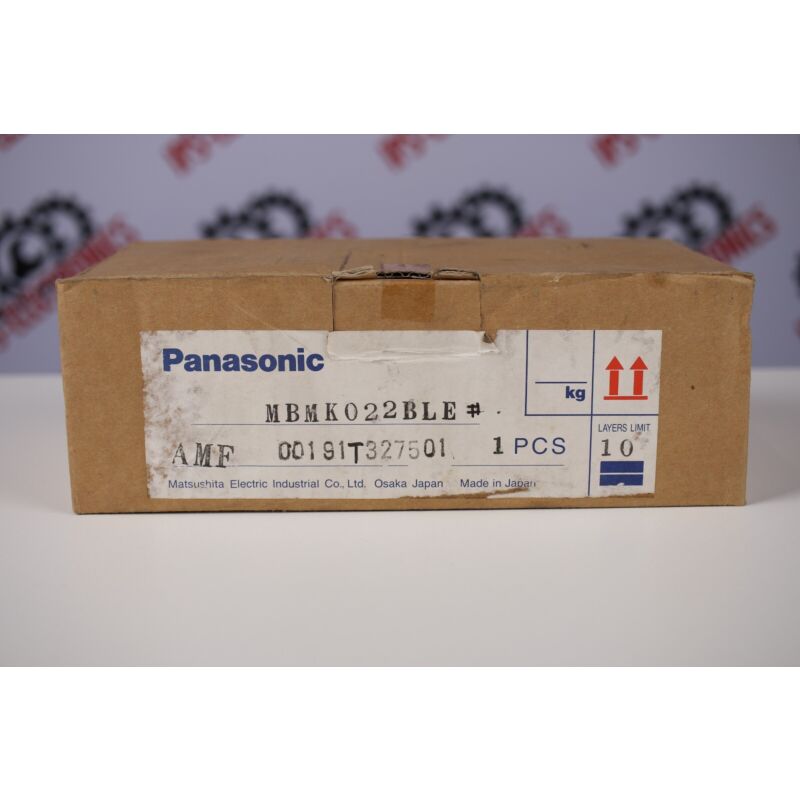 Panasonic
kg
MBMK022BLE#
LAYERS LIMIT
AMF 00191T327501 1 PCS 10
Matsushita Electric Industrial Co., Ltd. Osaka Japan Made in Japan